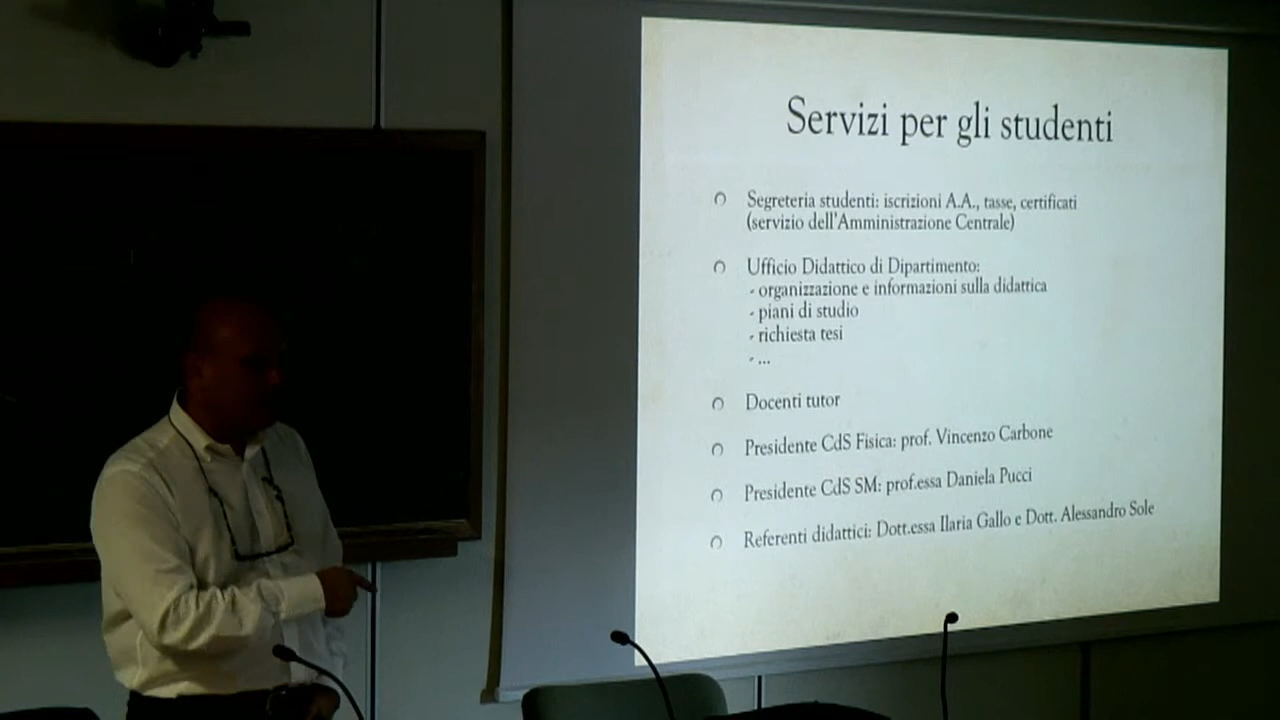 Servizi per gli studenti
Segreteria studenti: iscrizioni A.A., tasse, certificati
(servizio dell'Amministrazione Centrale)
Ufficio Didattico di Dipartimento:
- organizzazione e informazioni sulla didattica
- piani di studio
- richiesta tesi
- ...
Docenti tutor
Presidente CdS Fisica: prof. Vincenzo Carbone
Presidente CdS SM: prof.essa Daniela Pucci
Referenti didattici: Dott.essa Ilaria Gallo e Dott. Alessandro Sole